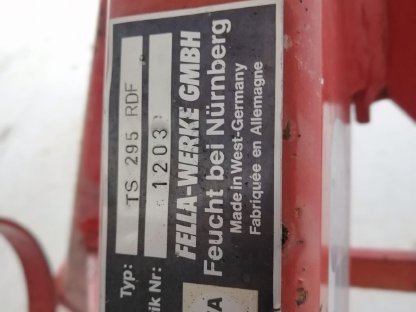 Typ: TS 295 RDF
ik Nr: 1203
FELLA-WERKE GMBH
Feucht bei Nürnberg
Made in West-Germany
Fabriquée en Allemagne